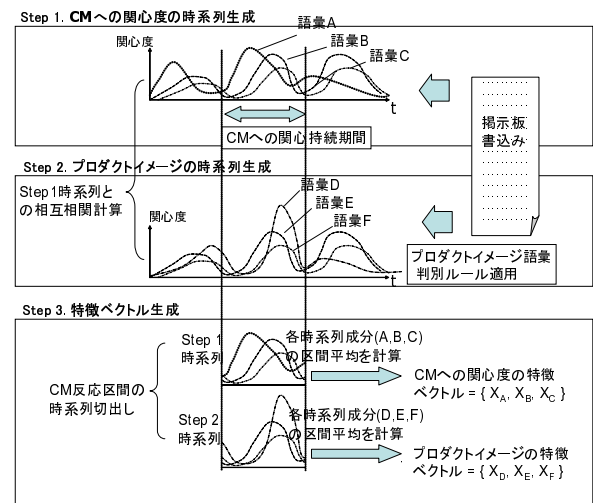 Step 1. CMへの関心度の時系列生成
関心度
語彙A
語彙B
語彙C
t
CMへの関心持続期間
掲示板
書込み
Step 2. プロダクトイメージの時系列生成
Step1時系列と
の相互相関計算
関心度
語彙D
語彙E
語彙F
t
プロダクトイメージ語彙
判別ルール適用
Step 3. 特徴ベクトル生成
Step 1
時系列
各時系列成分(A,B,C)
の区間平均を計算
CMへの関心度の特徴
ベクトル = { XA, XB, XC }
CM反応区間の
時系列切出し
Step 2
時系列
各時系列成分(D,E,F)
の区間平均を計算
プロダクトイメージの特徴
ベクトル = { XD, XE, XF }